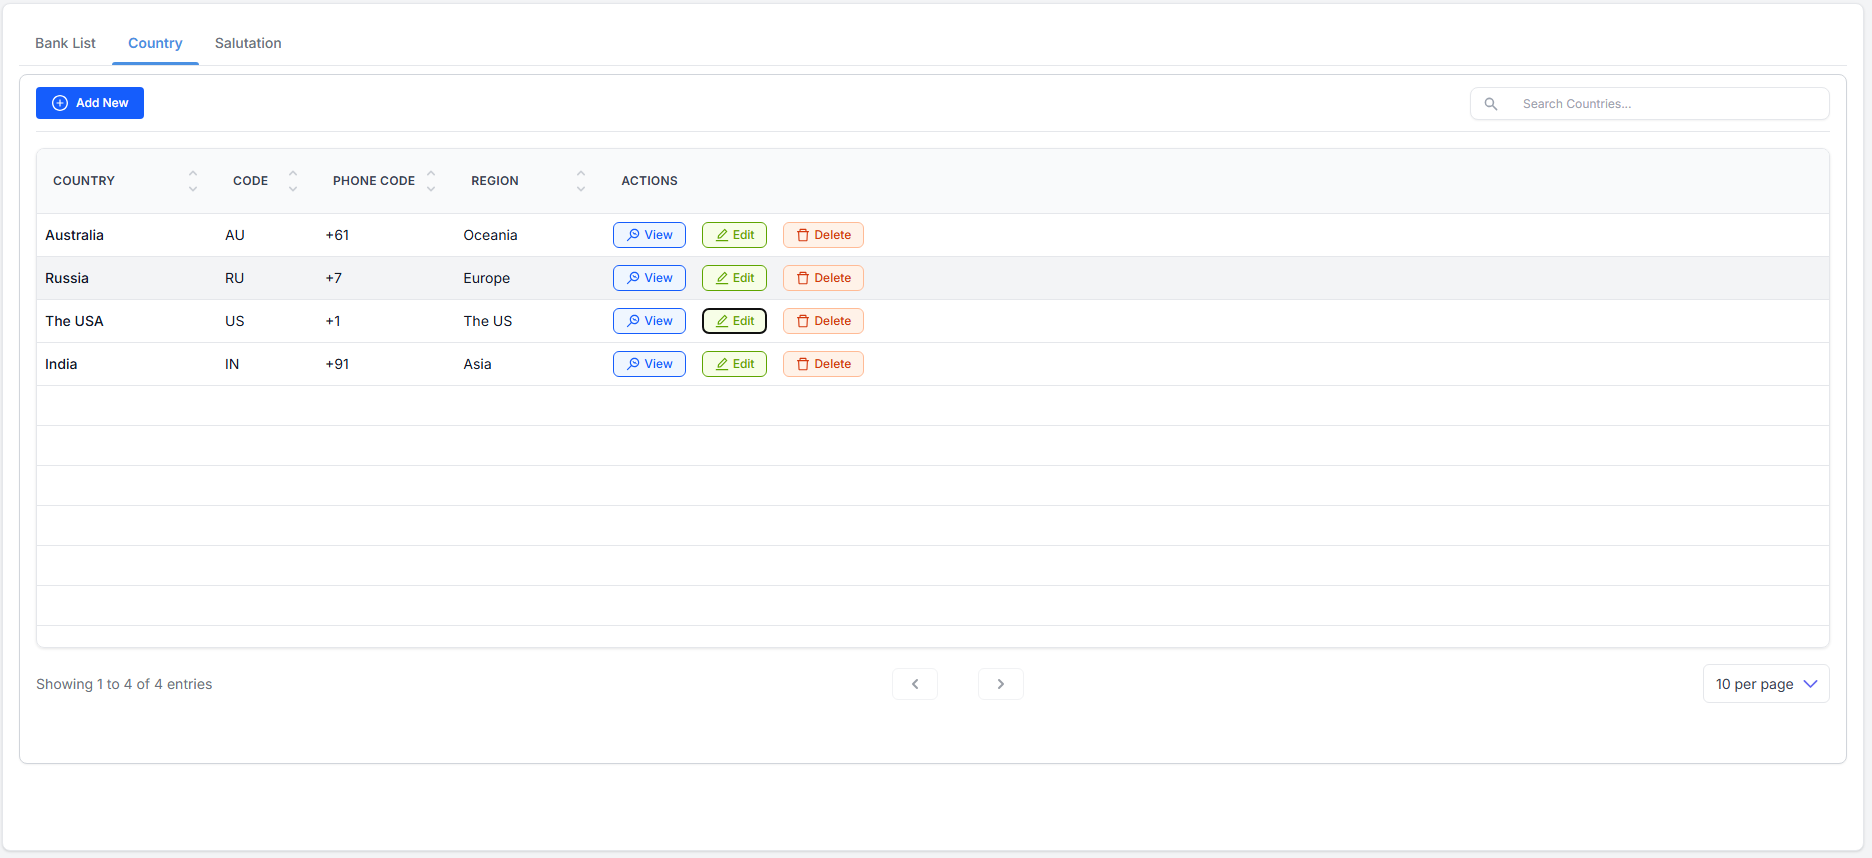 Bank List Country Salutation
Add New Search Countries...
COUNTRY CODE PHONE CODE REGION ACTIONS
Australia AU +61 Oceania View Edit Delete
Russia RU +7 Europe View Edit Delete
The USA US +1 The US View Edit Delete
India IN +91 Asia View Edit Delete
Showing 1 to 4 of 4 entries 10 per page